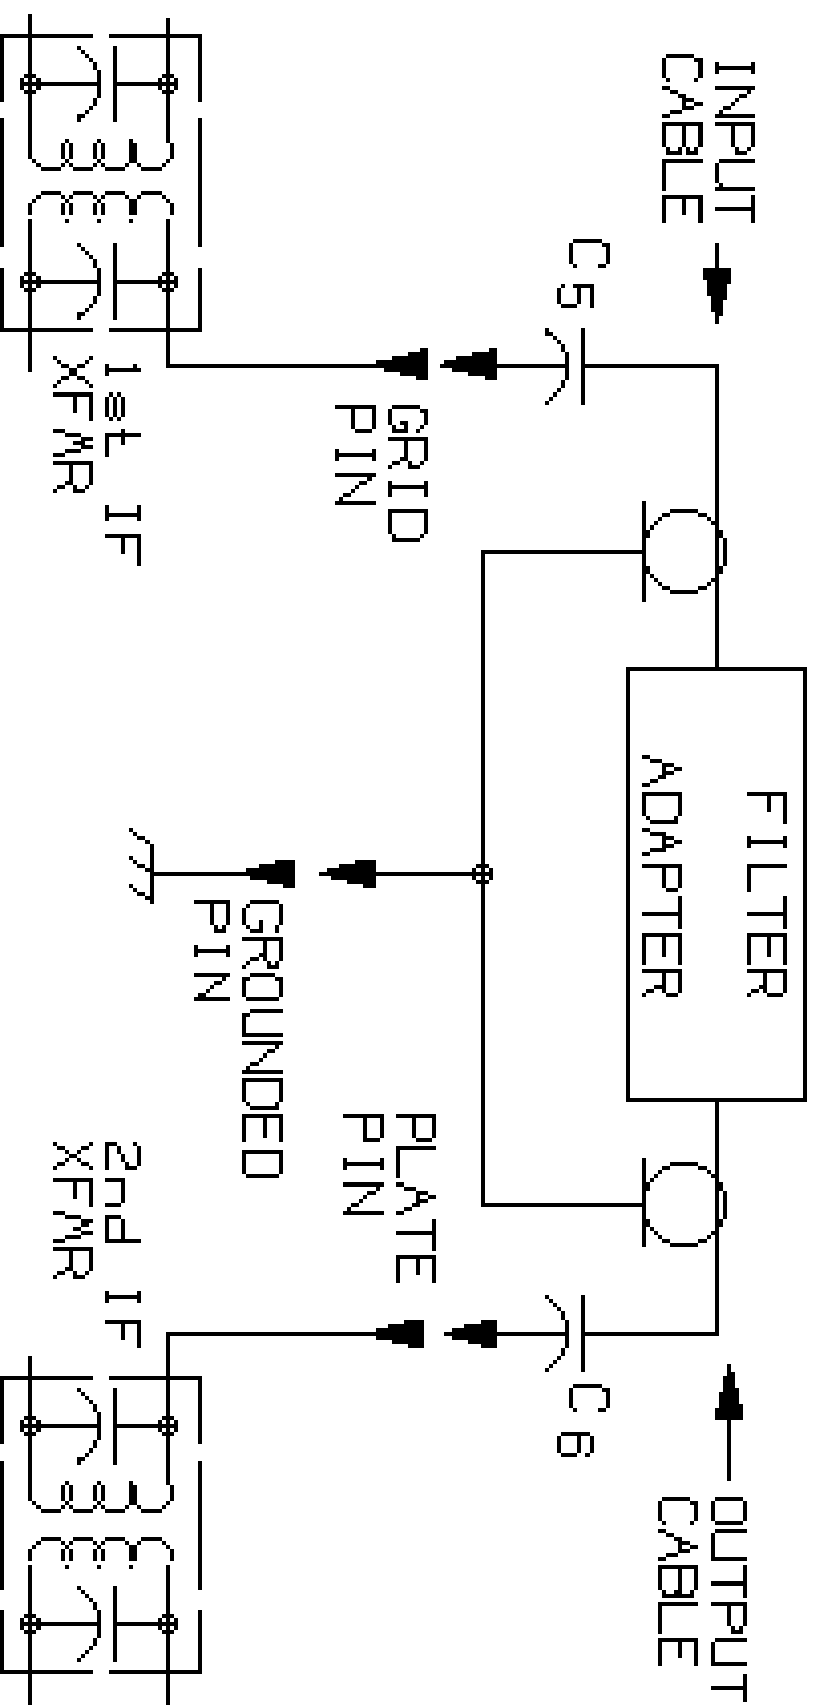 INPUT
CABLE
C5
GRID
PIN
1st IF
XFMR
FILTER
ADAPTER
GROUNDED
PIN
PLATE
PIN
2nd IF
XFMR
C6
OUTPUT
CABLE